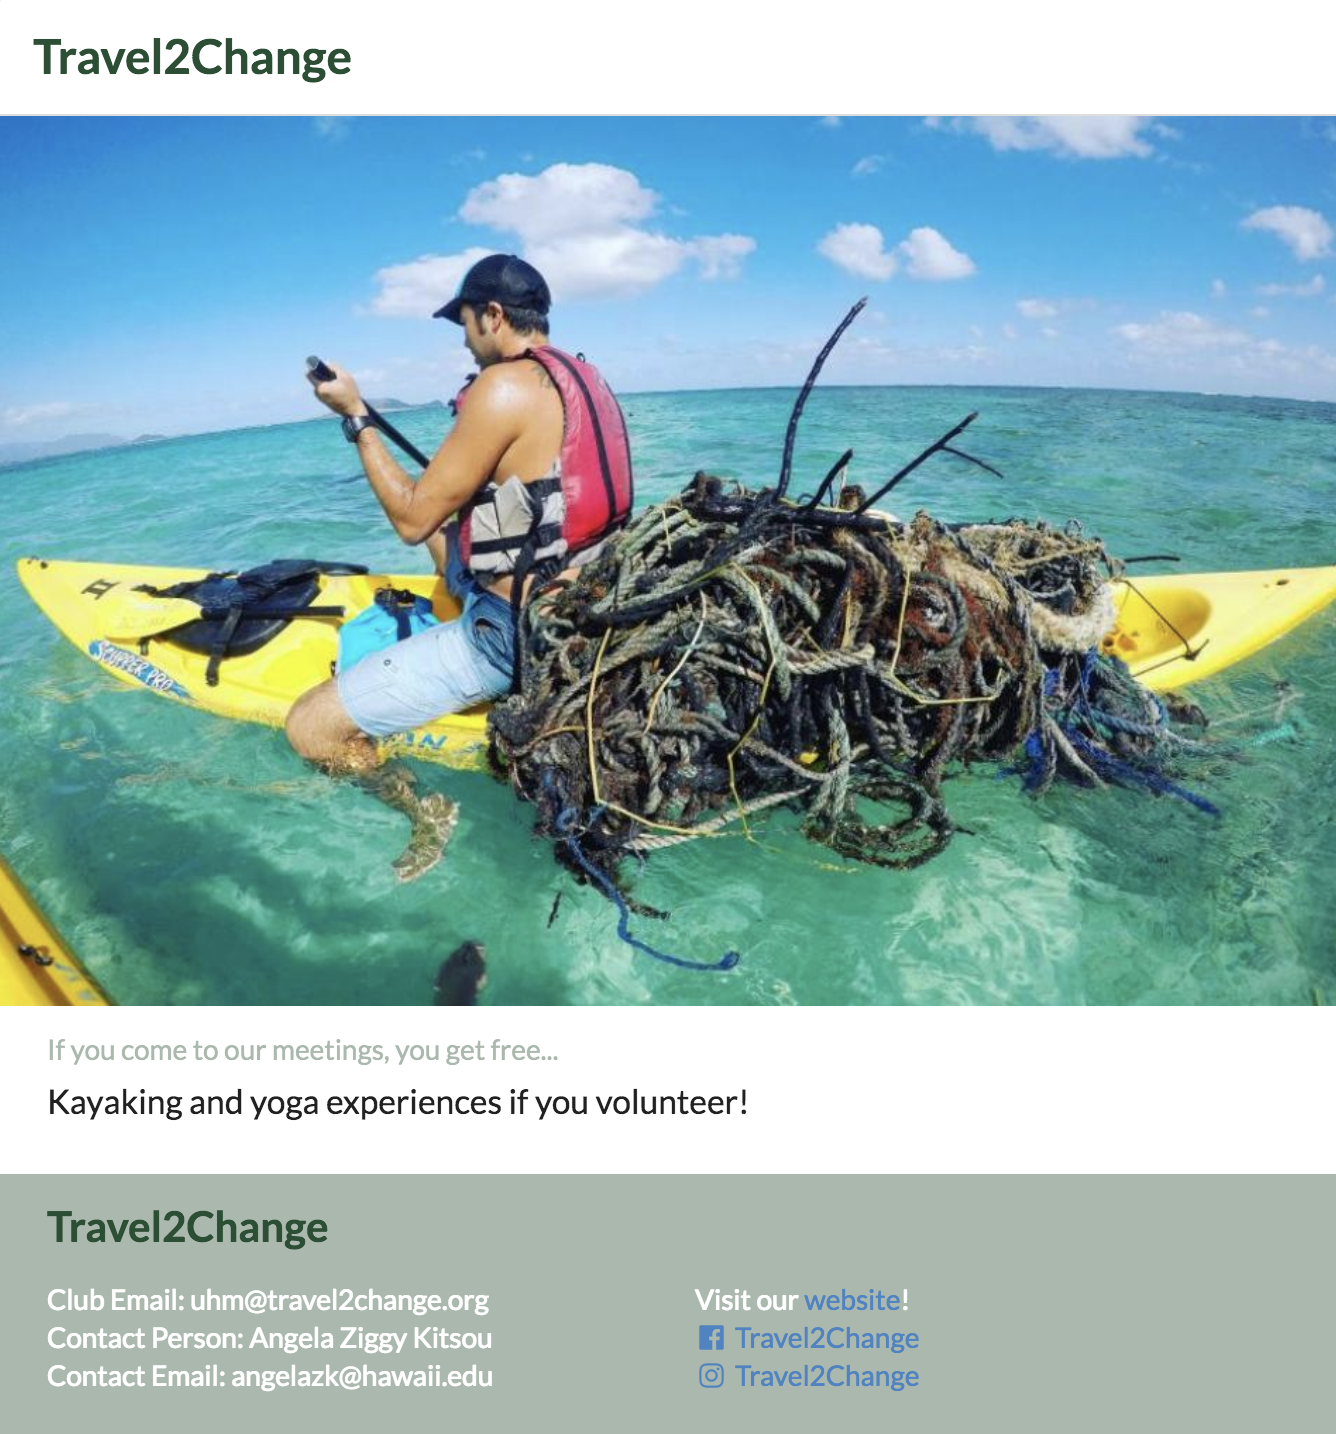 Travel2Change
SCUPPER PRO
If you come to our meetings, you get free...
Kayaking and yoga experiences if you volunteer!
Travel2Change
Club Email: uhm@travel2change.org
Contact Person: Angela Ziggy Kitsou
Contact Email: angelazk@hawaii.edu
Visit our website!
Travel2Change
Travel2Change